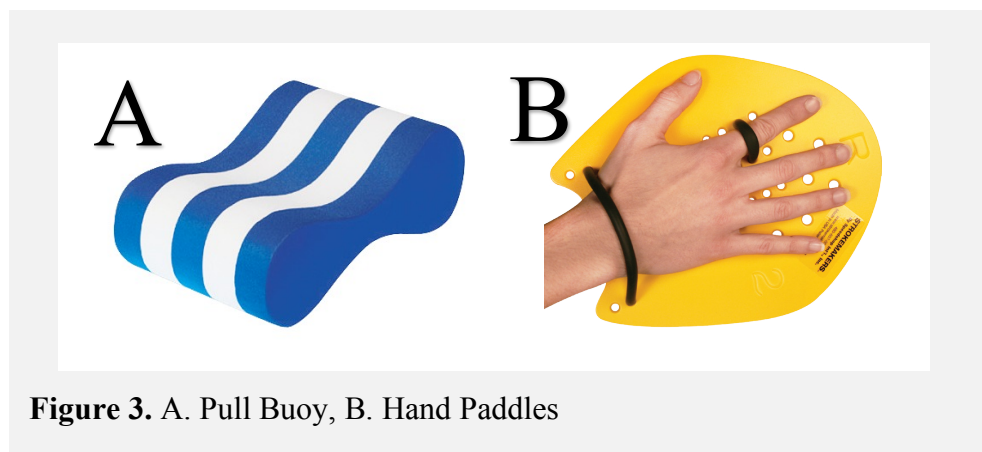 A
B
R
STROKEMAKERS.
2
Figure 3. A. Pull Buoy, B. Hand Paddles